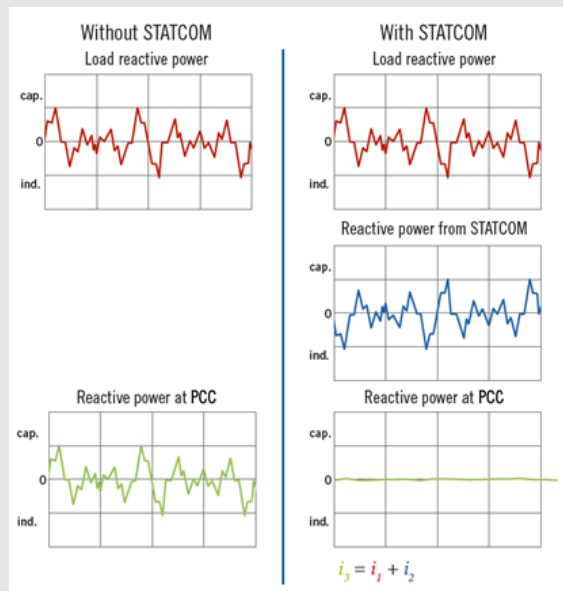 Without STATCOM
Load reactive power
cap.
0
ind.
Reactive power at PCC
cap.
0
ind.
With STATCOM
Load reactive power
cap.
0
ind.
Reactive power from STATCOM
cap.
0
ind.
Reactive power at PCC
cap.
0
ind.
i₃ = i₁ + i₂